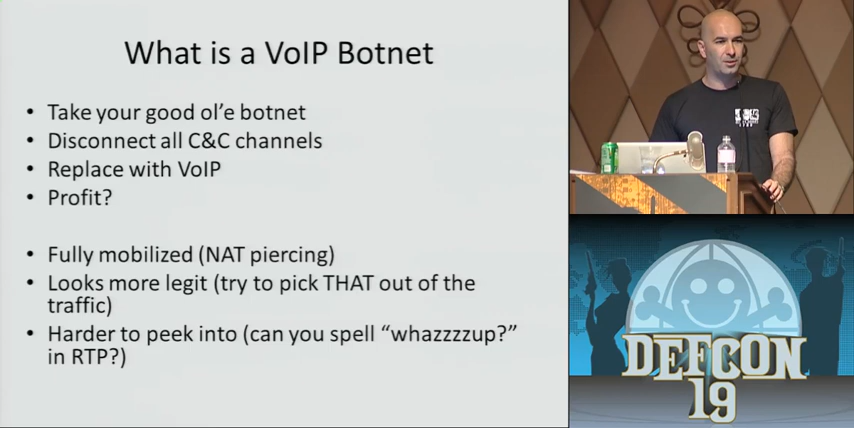 What is a VoIP Botnet
• Take your good ol'e botnet
• Disconnect all C&C channels
• Replace with VoIP
• Profit?
• Fully mobilized (NAT piercing)
• Looks more legit (try to pick THAT out of the
traffic)
• Harder to peek into (can you spell “whazzzzup?”
in RTP?)
DEFCON
19